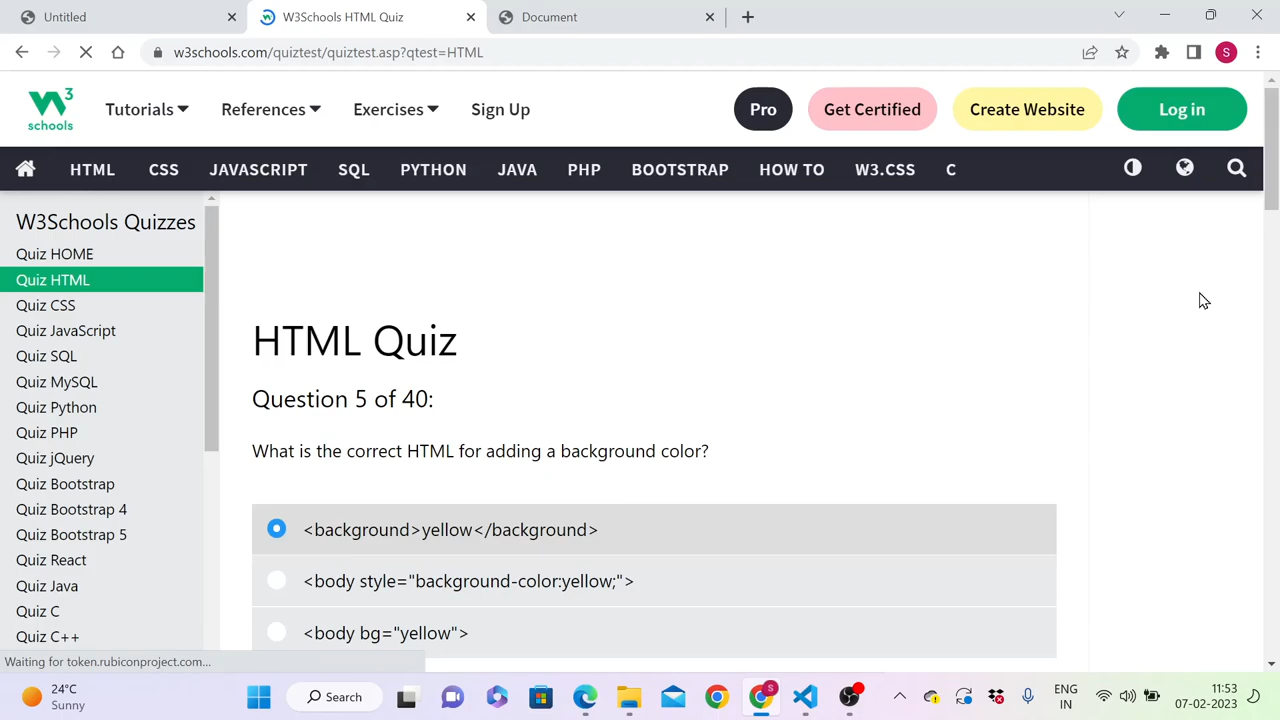 Untitled
W3Schools HTML Quiz
Document
w3schools.com/quiztest/quiztest.asp?qtest=HTML
S
W3
schools
Tutorials
References
Exercises
Sign Up
Pro
Get Certified
Create Website
Log in
HTML
CSS
JAVASCRIPT
SQL
PYTHON
JAVA
PHP
BOOTSTRAP
HOW TO
W3.CSS
C
W3Schools Quizzes
Quiz HOME
Quiz HTML
Quiz CSS
Quiz JavaScript
Quiz SQL
Quiz MySQL
Quiz Python
Quiz PHP
Quiz jQuery
Quiz Bootstrap
Quiz Bootstrap 4
Quiz Bootstrap 5
Quiz React
Quiz Java
Quiz C
Quiz C++
HTML Quiz
Question 5 of 40:
What is the correct HTML for adding a background color?
<background>yellow</background>
<body style="background-color:yellow;">
<body bg="yellow">
Waiting for token.rubiconproject.com...
24°C
Sunny
Search
S
ENG
IN
11:53
07-02-2023